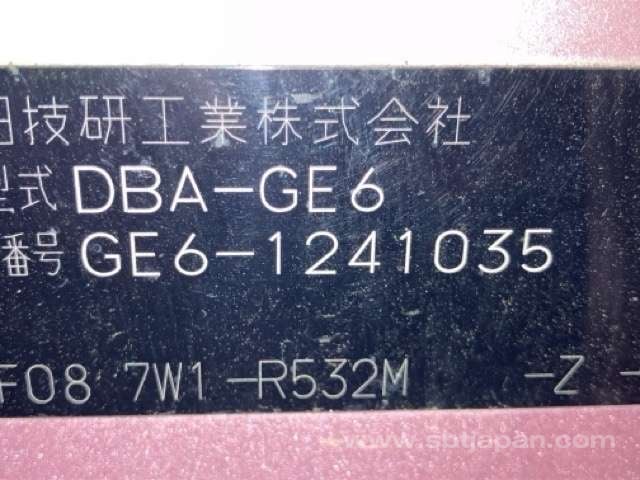 田技研工業株式会社
型式 DBA-GE6
番号 GE6-1241035
F08 7W1 -R532M -Z -
www.sbtjapan.com